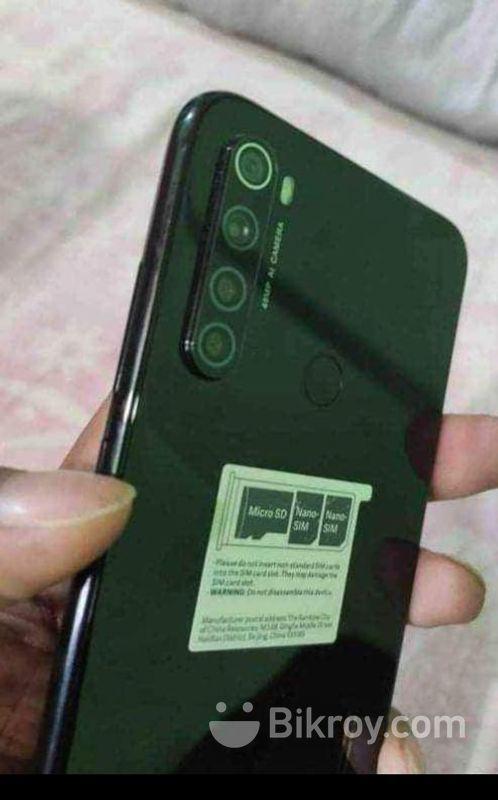 48MP AI CAMERA
Micro SD
Nano-
SIM
Nano-
SIM
-Please do not insert non-standard SIM cards
into the SIM card slot. They may damage the
SIM card slot.
-WARNING: Do not disassemble this device.
Manufacturer postal address: The Rainbow City
of China Resources, NO.68, Qinghe Middle Street
Haidian District, Beijing, China 100085
Bikroy.com